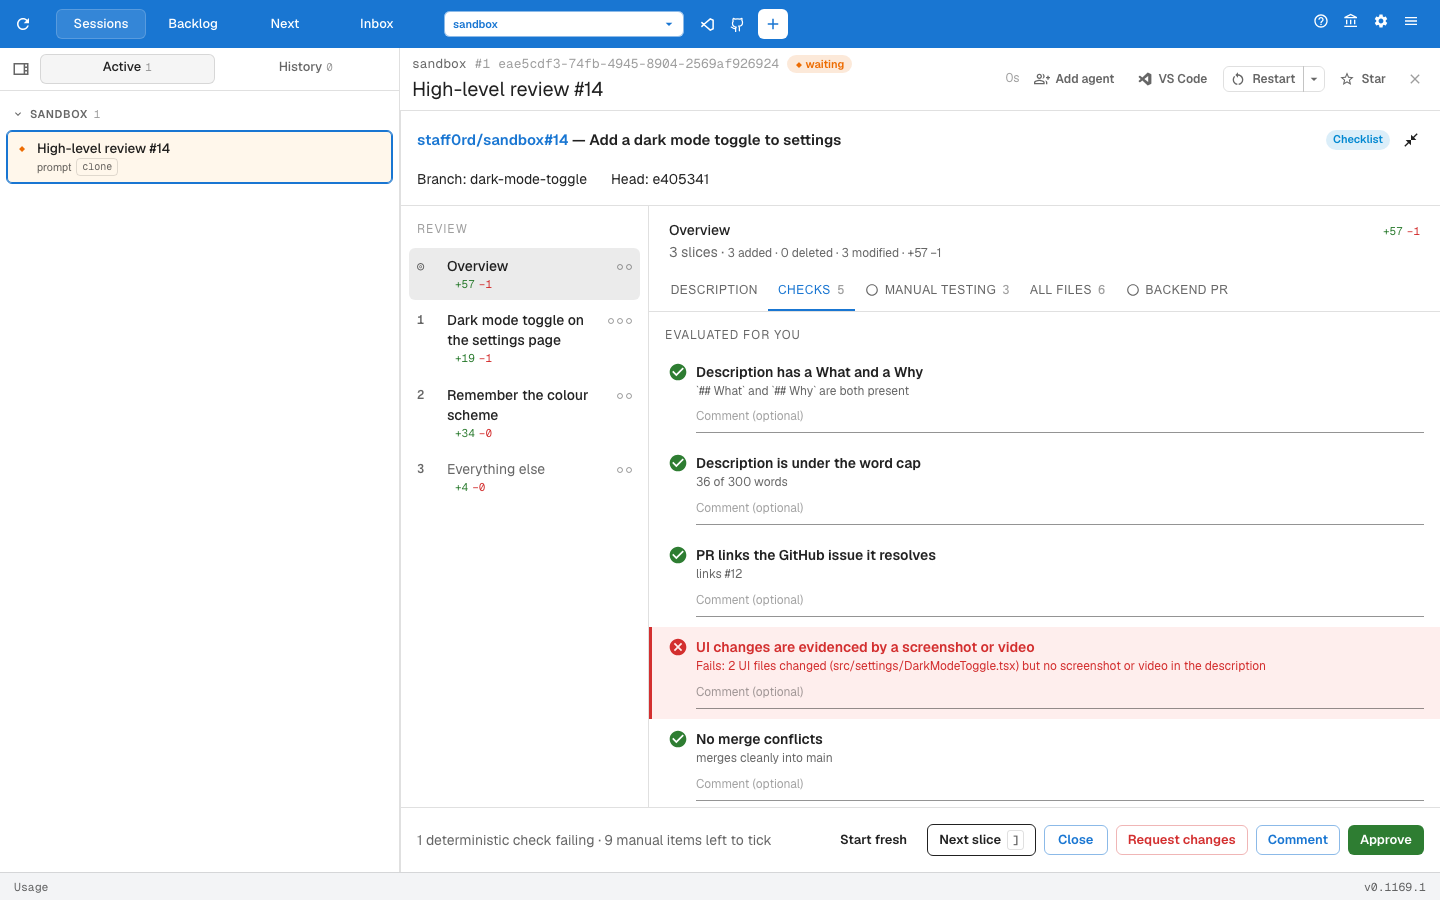 Sessions
Backlog
Next
Inbox
sandbox
Active 1
History 0
SANDBOX 1
High-level review #14
prompt clone
sandbox #1 eae5cdf3-74fb-4945-8904-2569af926924 waiting
High-level review #14
0s
Add agent
VS Code
Restart
Star
staff0rd/sandbox#14 — Add a dark mode toggle to settings
Checklist
Branch: dark-mode-toggle Head: e405341
REVIEW
Overview
+57 −1
1 Dark mode toggle on
the settings page
+19 −1
2 Remember the colour
scheme
+34 −0
3 Everything else
+4 −0
Overview
+57 −1
3 slices · 3 added · 0 deleted · 3 modified · +57 −1
DESCRIPTION
CHECKS 5
MANUAL TESTING 3
ALL FILES 6
BACKEND PR
EVALUATED FOR YOU
Description has a What and a Why
`## What` and `## Why` are both present
Comment (optional)
Description is under the word cap
36 of 300 words
Comment (optional)
PR links the GitHub issue it resolves
links #12
Comment (optional)
UI changes are evidenced by a screenshot or video
Fails: 2 UI files changed (src/settings/DarkModeToggle.tsx) but no screenshot or video in the description
Comment (optional)
No merge conflicts
merges cleanly into main
Comment (optional)
1 deterministic check failing · 9 manual items left to tick
Start fresh
Next slice ]
Close
Request changes
Comment
Approve
Usage
v0.1169.1